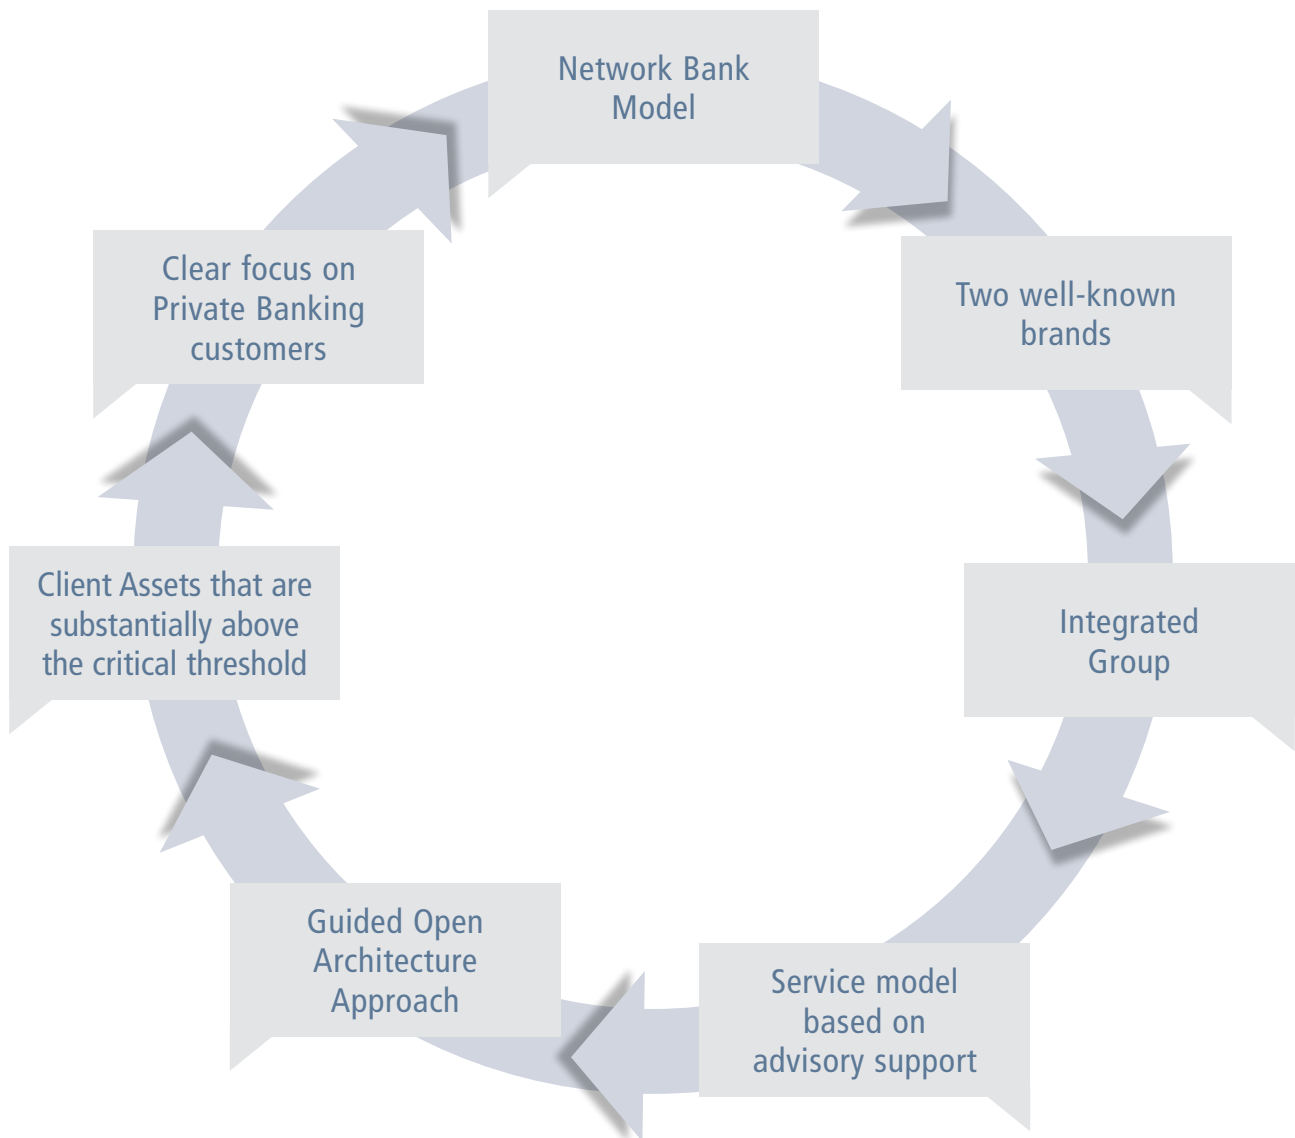 Network Bank
Model
Two well-known
brands
Integrated
Group
Service model
based on
advisory support
Guided Open
Architecture
Approach
Client Assets that are
substantially above
the critical threshold
Clear focus on
Private Banking
customers